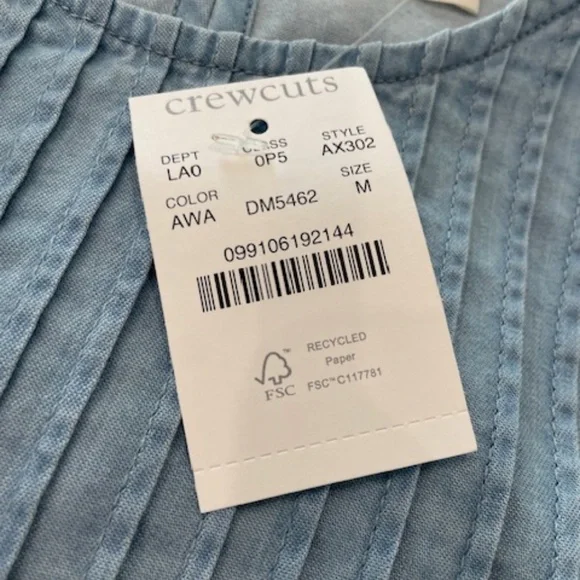 crewcuts
DEPT CLASS STYLE
LA0 0P5 AX302
COLOR SIZE
AWA DM5462 M
099106192144
RECYCLED
Paper
FSC™ C117781
FSC